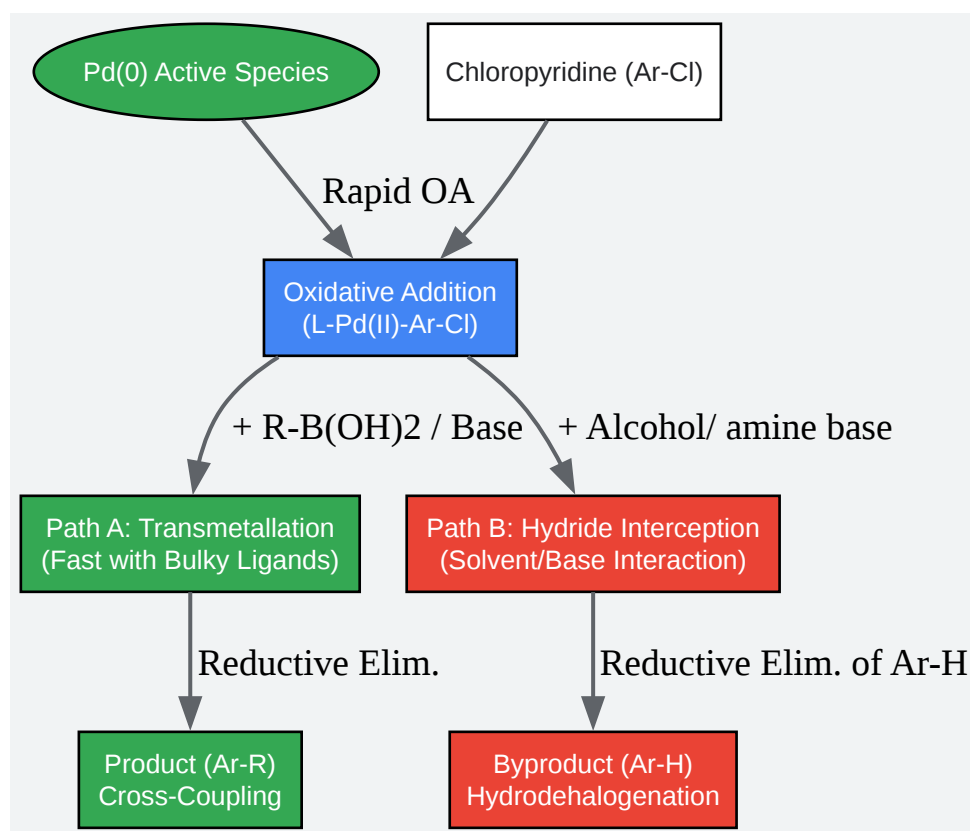 Pd(0) Active Species
Chloropyridine (Ar-Cl)
Rapid OA
Oxidative Addition
(L-Pd(II)-Ar-Cl)
+ R-B(OH)2 / Base
+ Alcohol/ amine base
Path A: Transmetallation
(Fast with Bulky Ligands)
Path B: Hydride Interception
(Solvent/Base Interaction)
Reductive Elim.
Reductive Elim. of Ar-H
Product (Ar-R)
Cross-Coupling
Byproduct (Ar-H)
Hydrodehalogenation